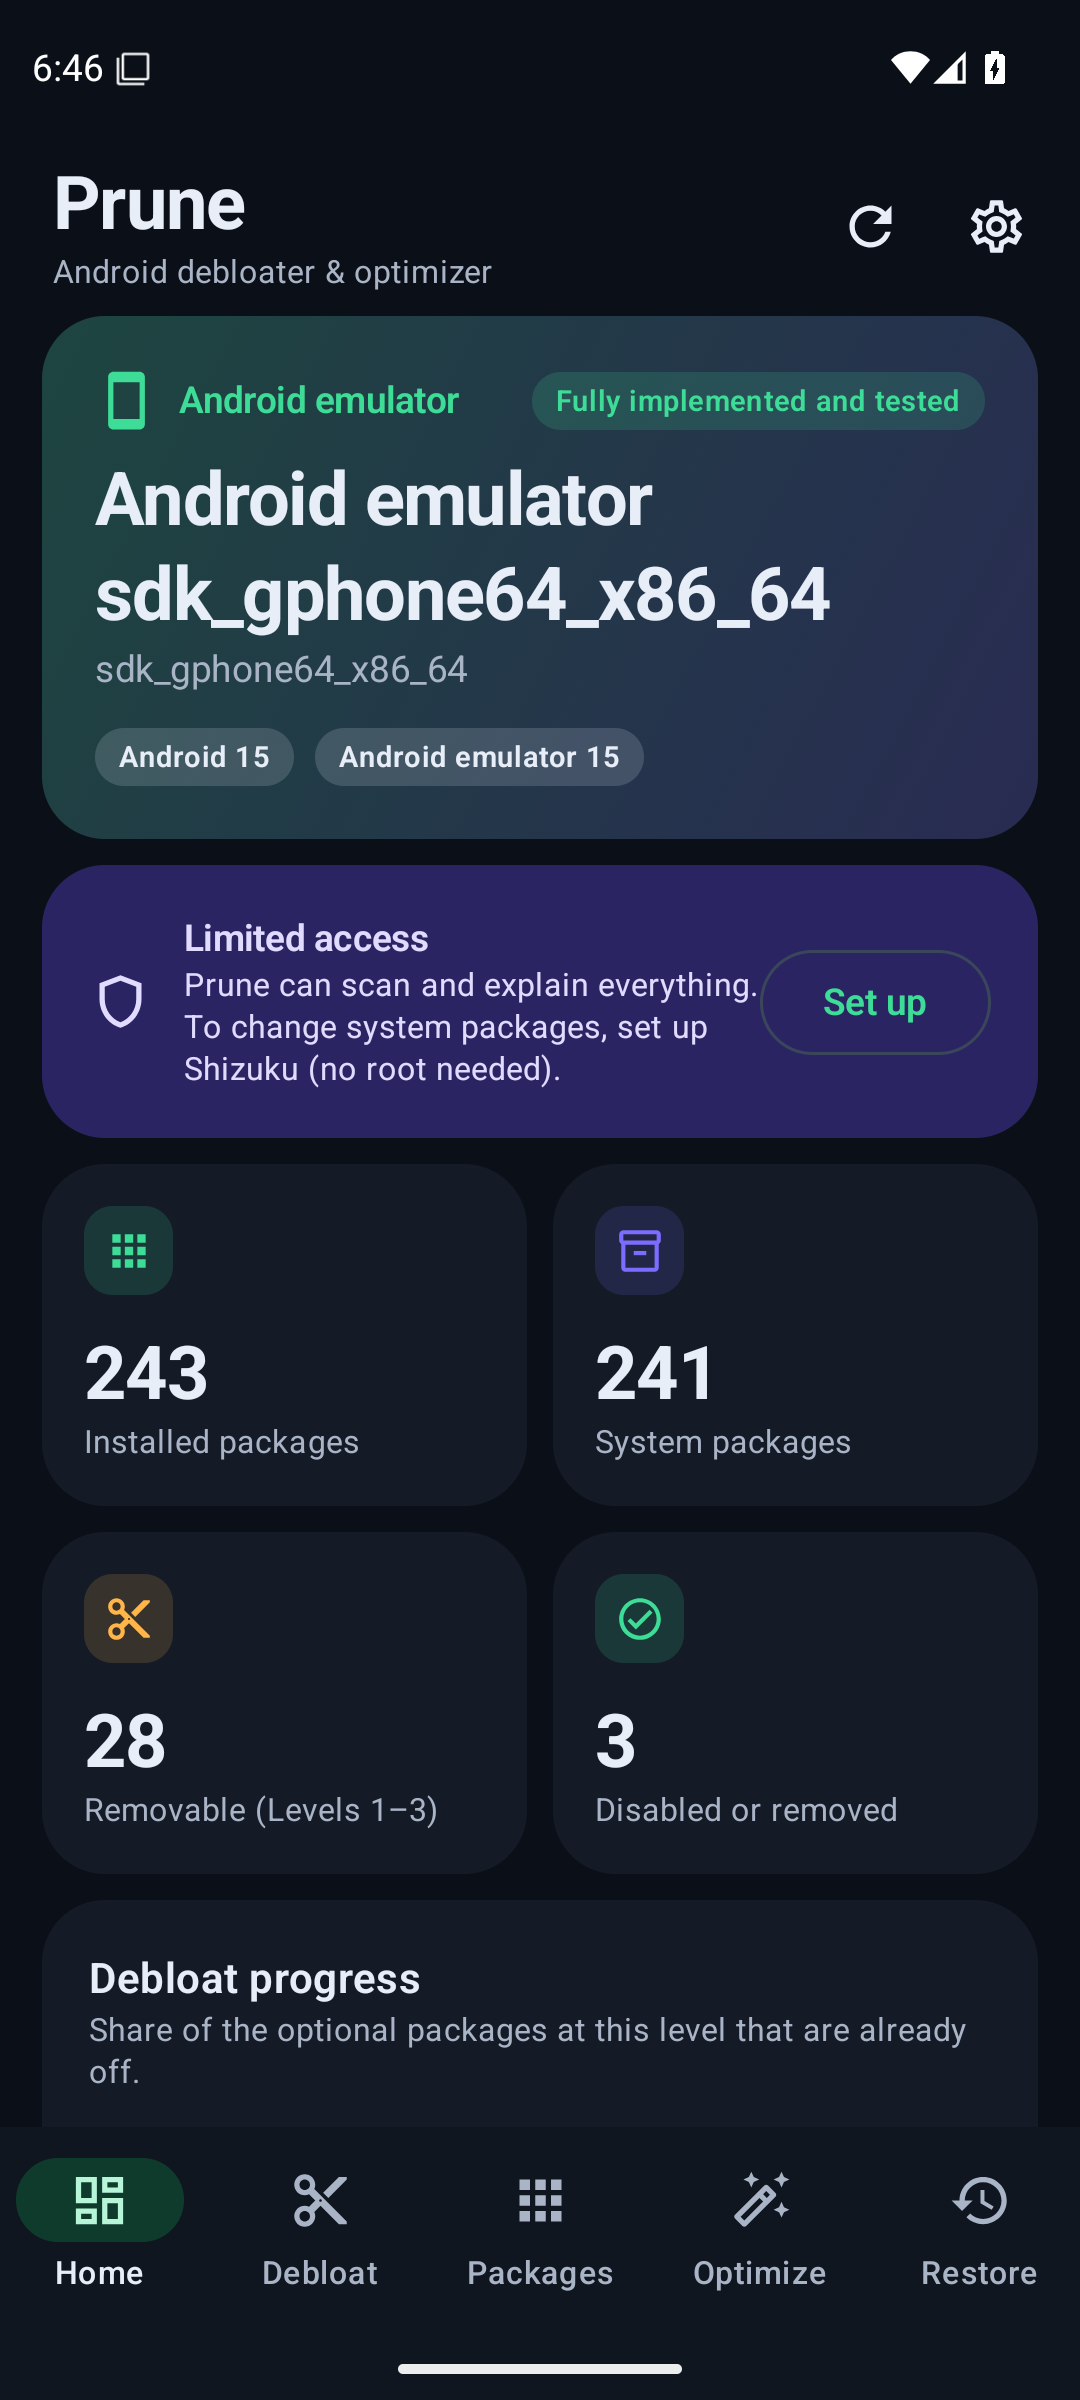 6:46
Prune
Android debloater & optimizer
Android emulator
Fully implemented and tested
Android emulator
sdk_gphone64_x86_64
sdk_gphone64_x86_64
Android 15
Android emulator 15
Limited access
Prune can scan and explain everything.
To change system packages, set up
Shizuku (no root needed).
Set up
243
Installed packages
241
System packages
28
Removable (Levels 1–3)
3
Disabled or removed
Debloat progress
Share of the optional packages at this level that are already
off.
Home
Debloat
Packages
Optimize
Restore